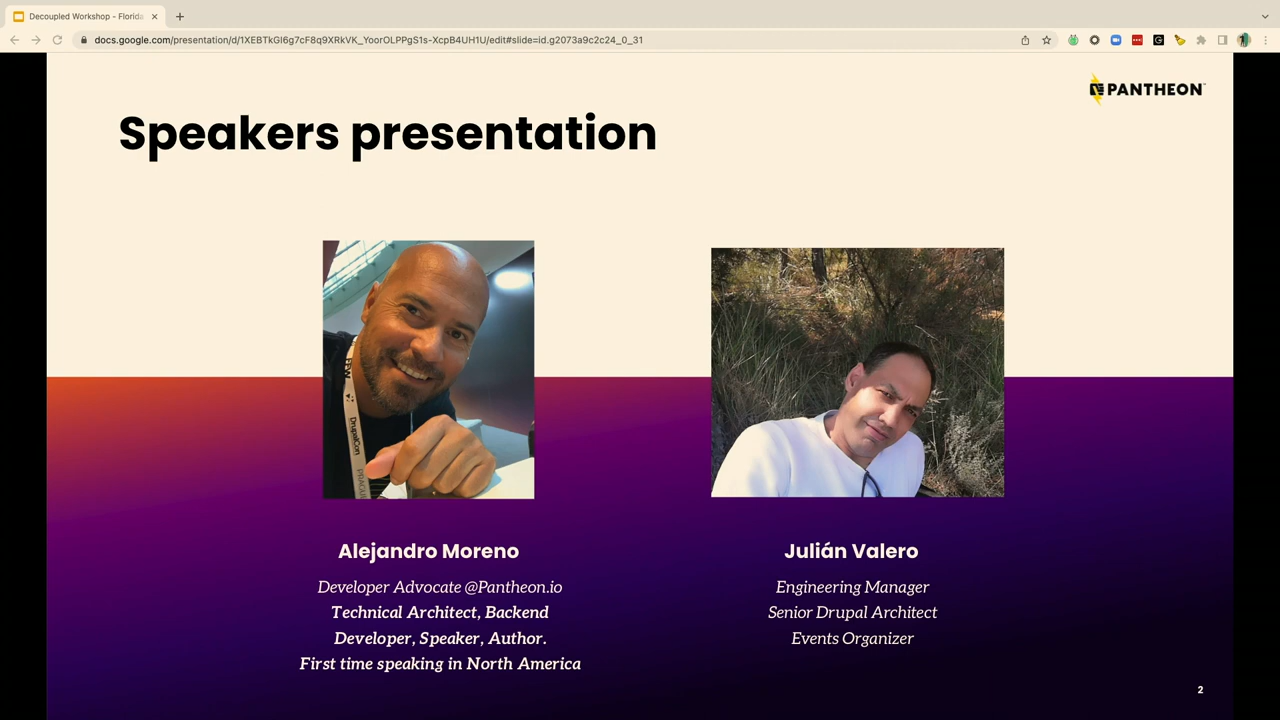 Decoupled Workshop - Florida
docs.google.com/presentation/d/1XEBTkGI6g7cF8q9XRkVK_YoorOLPPgS1s-XcpB4UH1U/edit#slide=id.g2073a9c2c24_0_31
PANTHEON
Speakers presentation
DrupalCon
Alejandro Moreno
Developer Advocate @Pantheon.io
Technical Architect, Backend
Developer, Speaker, Author.
First time speaking in North America
Julián Valero
Engineering Manager
Senior Drupal Architect
Events Organizer
2